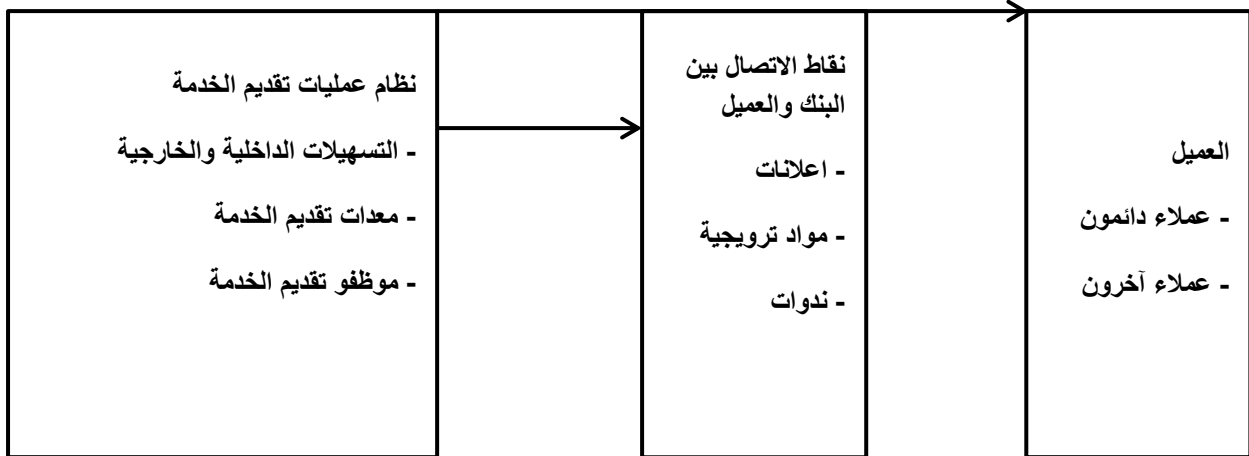 العميل
- عملاء دائمون
- عملاء آخرون
نقاط الاتصال بين
البنك والعميل
- اعلانات
- مواد ترويجية
- ندوات
نظام عمليات تقديم الخدمة
- التسهيلات الداخلية والخارجية
- معدات تقديم الخدمة
- موظفو تقديم الخدمة